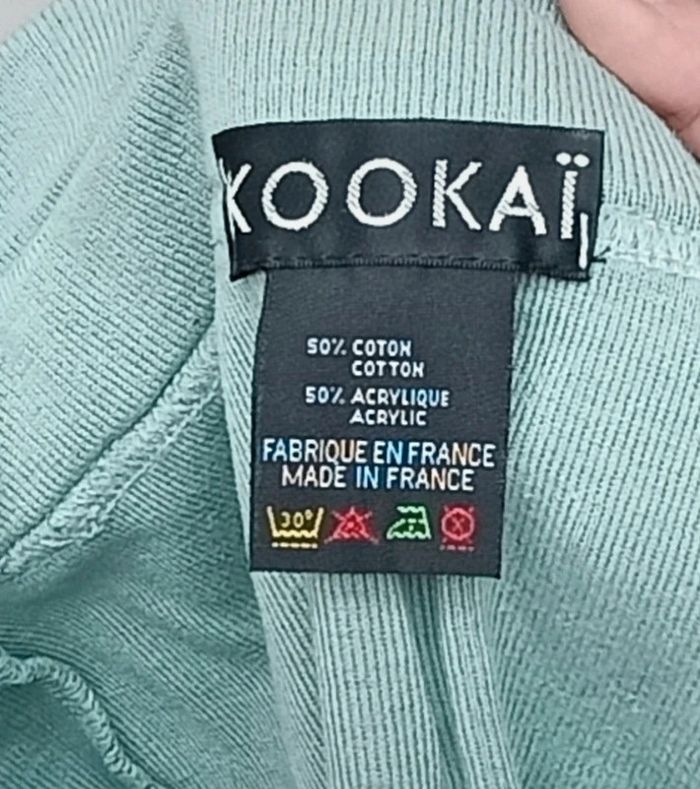 KOOKAÏ
50% COTON
COTTON
50% ACRYLIQUE
ACRYLIC
FABRIQUE EN FRANCE
MADE IN FRANCE
30°